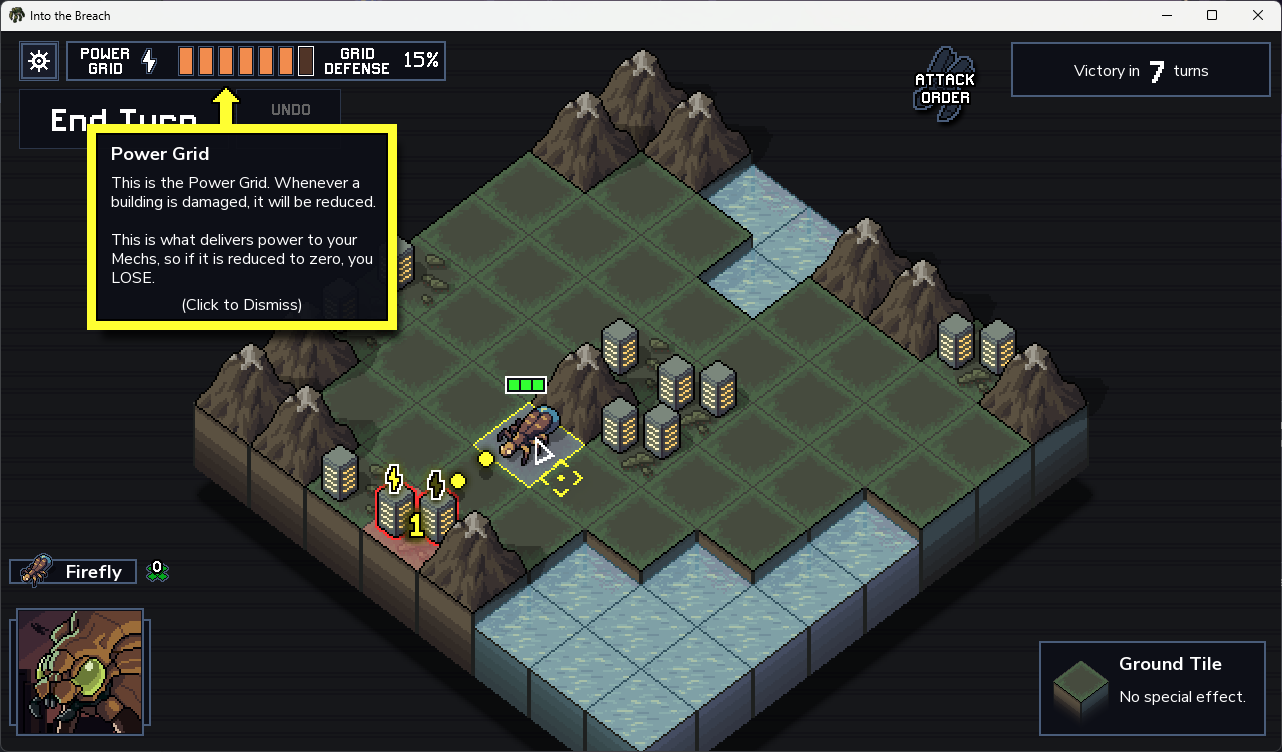 Into the Breach
POWER
GRID
GRID
DEFENSE
15%
ATTACK
ORDER
Victory in 7 turns
End Turn
UNDO
Power Grid
This is the Power Grid. Whenever a
building is damaged, it will be reduced.
This is what delivers power to your
Mechs, so if it is reduced to zero, you
LOSE.
(Click to Dismiss)
1
Firefly
0
Ground Tile
No special effect.